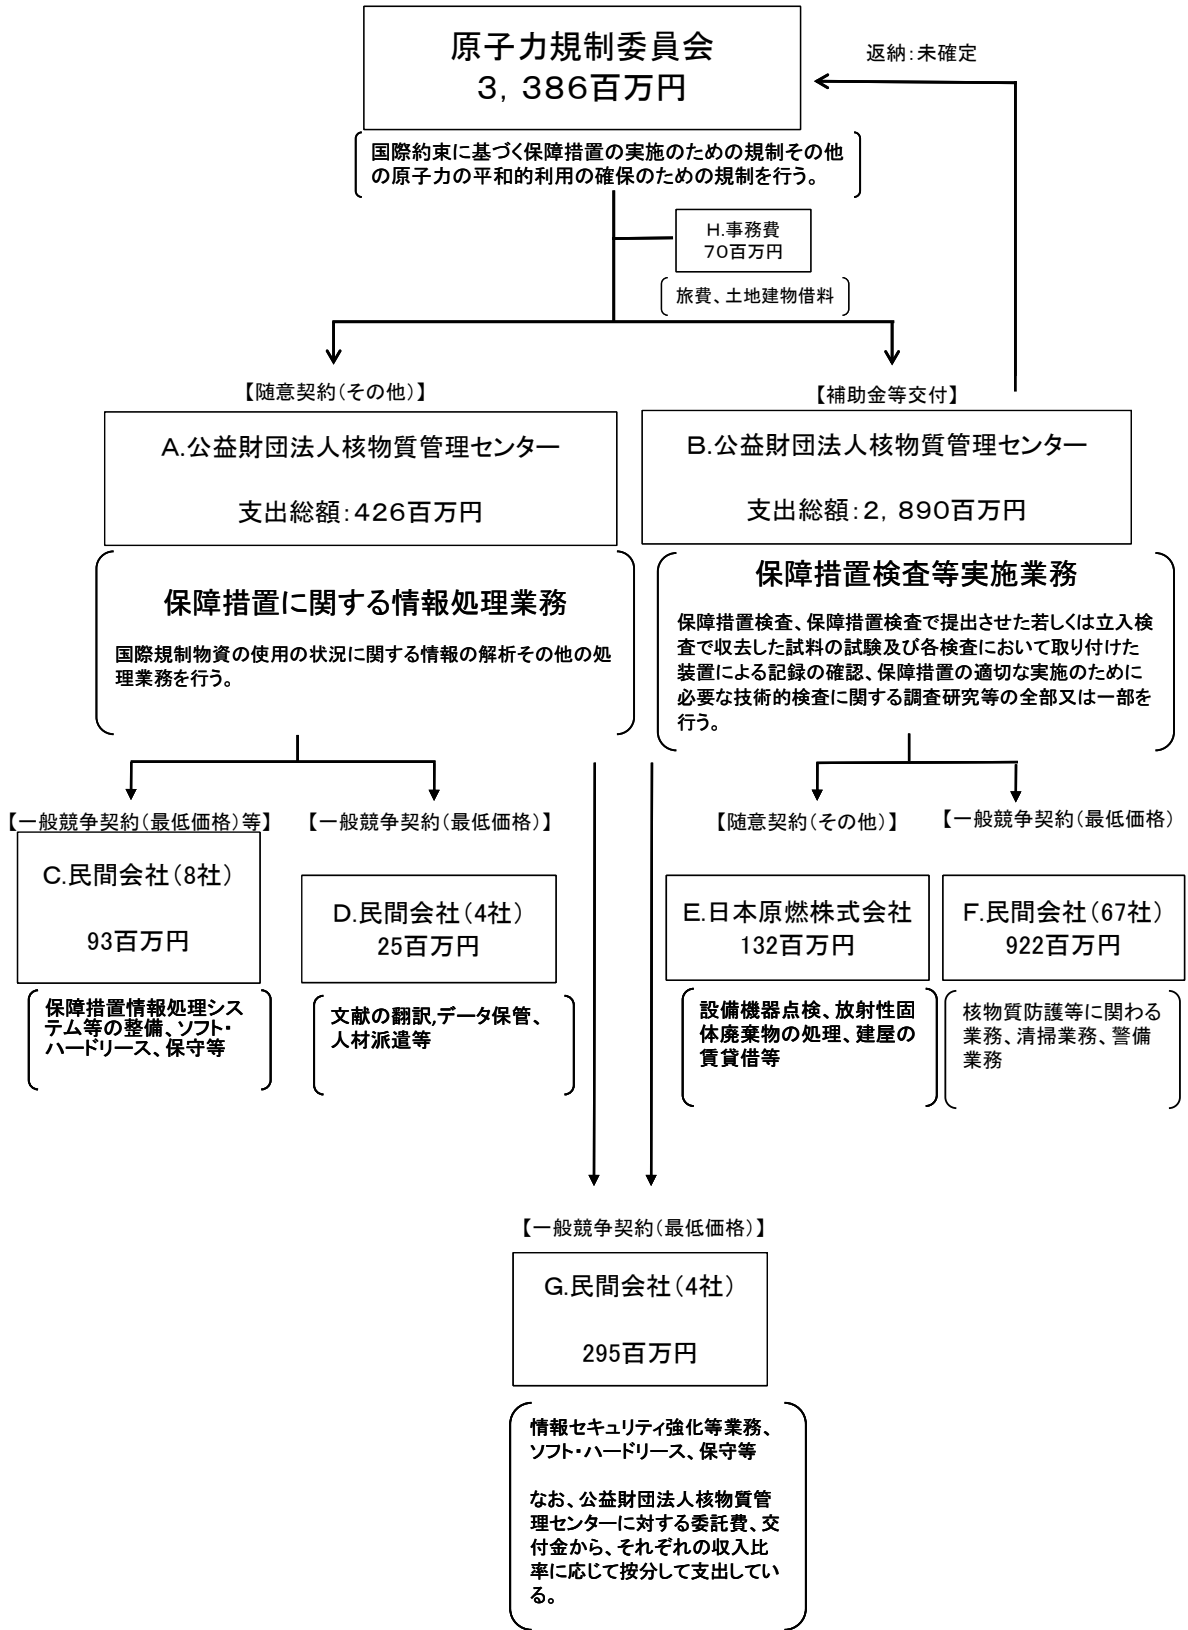 原子力規制委員会
3，386百万円
返納：未確定
国際約束に基づく保障措置の実施のための規制その他
の原子力の平和的利用の確保のための規制を行う。
H.事務費
70百万円
旅費、土地建物借料
【随意契約（その他）】
A.公益財団法人核物質管理センター
支出総額：426百万円
保障措置に関する情報処理業務
国際規制物資の使用の状況に関する情報の解析その他の処
理業務を行う。
【補助金等交付】
B.公益財団法人核物質管理センター
支出総額：2，890百万円
保障措置検査等実施業務
保障措置検査、保障措置検査で提出させた若しくは立入検
査で収去した試料の試験及び各検査において取り付けた
装置による記録の確認、保障措置の適切な実施のために
必要な技術的検査に関する調査研究等の全部又は一部を
行う。
【一般競争契約（最低価格）等】
C.民間会社（8社）
93百万円
保障措置情報処理シス
テム等の整備、ソフト・
ハードリース、保守等
【一般競争契約（最低価格）】
D.民間会社（4社）
25百万円
文献の翻訳,データ保管、
人材派遣等
【随意契約（その他）】
E.日本原燃株式会社
132百万円
設備機器点検、放射性固
体廃棄物の処理、建屋の
賃貸借等
【一般競争契約（最低価格）
F.民間会社（67社）
922百万円
核物質防護等に関わる
業務、清掃業務、警備
業務
【一般競争契約（最低価格）】
G.民間会社（4社）
295百万円
情報セキュリティ強化等業務、
ソフト・ハードリース、保守等
なお、公益財団法人核物質管
理センターに対する委託費、交
付金から、それぞれの収入比
率に応じて按分して支出してい
る。